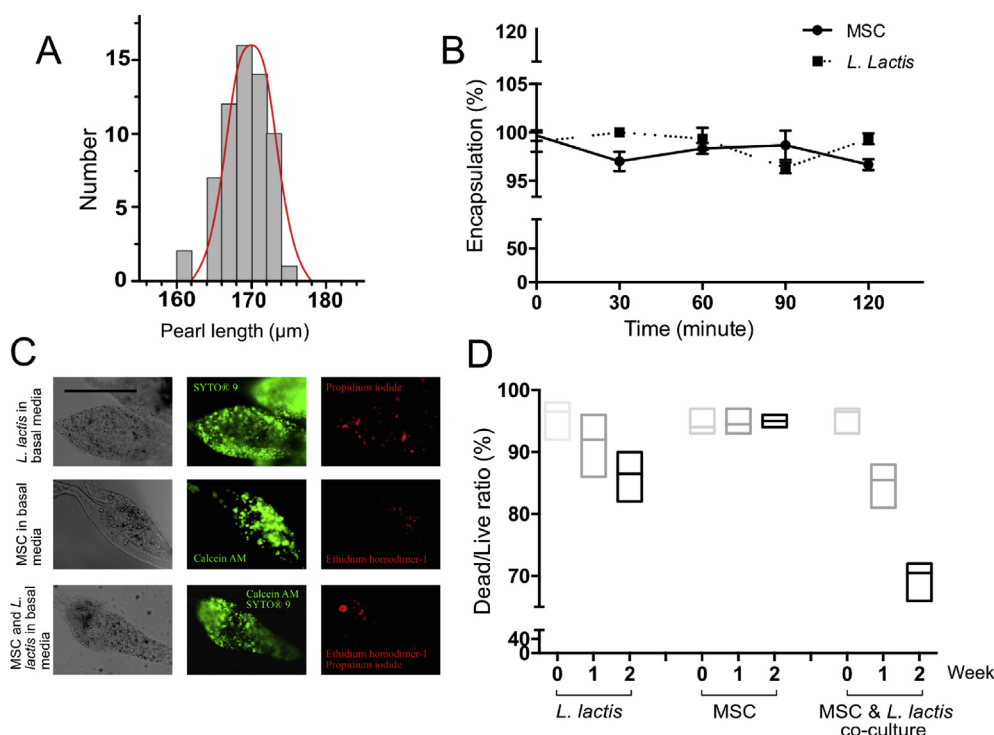 A
15
10
5
0
Number
160 170 180
Pearl length (µm)
B
120
105
100
95
50
0
Encapsulation (%)
MSC
L. Lactis
0 30 60 90 120
Time (minute)
C
L. lactis in
basal media
SYTO® 9
Propidium iodide
MSC in basal
media
Calcein AM
Ethidium homodimer-1
MSC and L.
lactis in basal
media
Calcein AM
SYTO® 9
Ethidium homodimer-1
Propidium iodide
D
100
90
80
70
40
0
Dead/Live ratio (%)
0 1 2 0 1 2 0 1 2 Week
L. lactis
MSC
MSC & L. lactis
co-culture